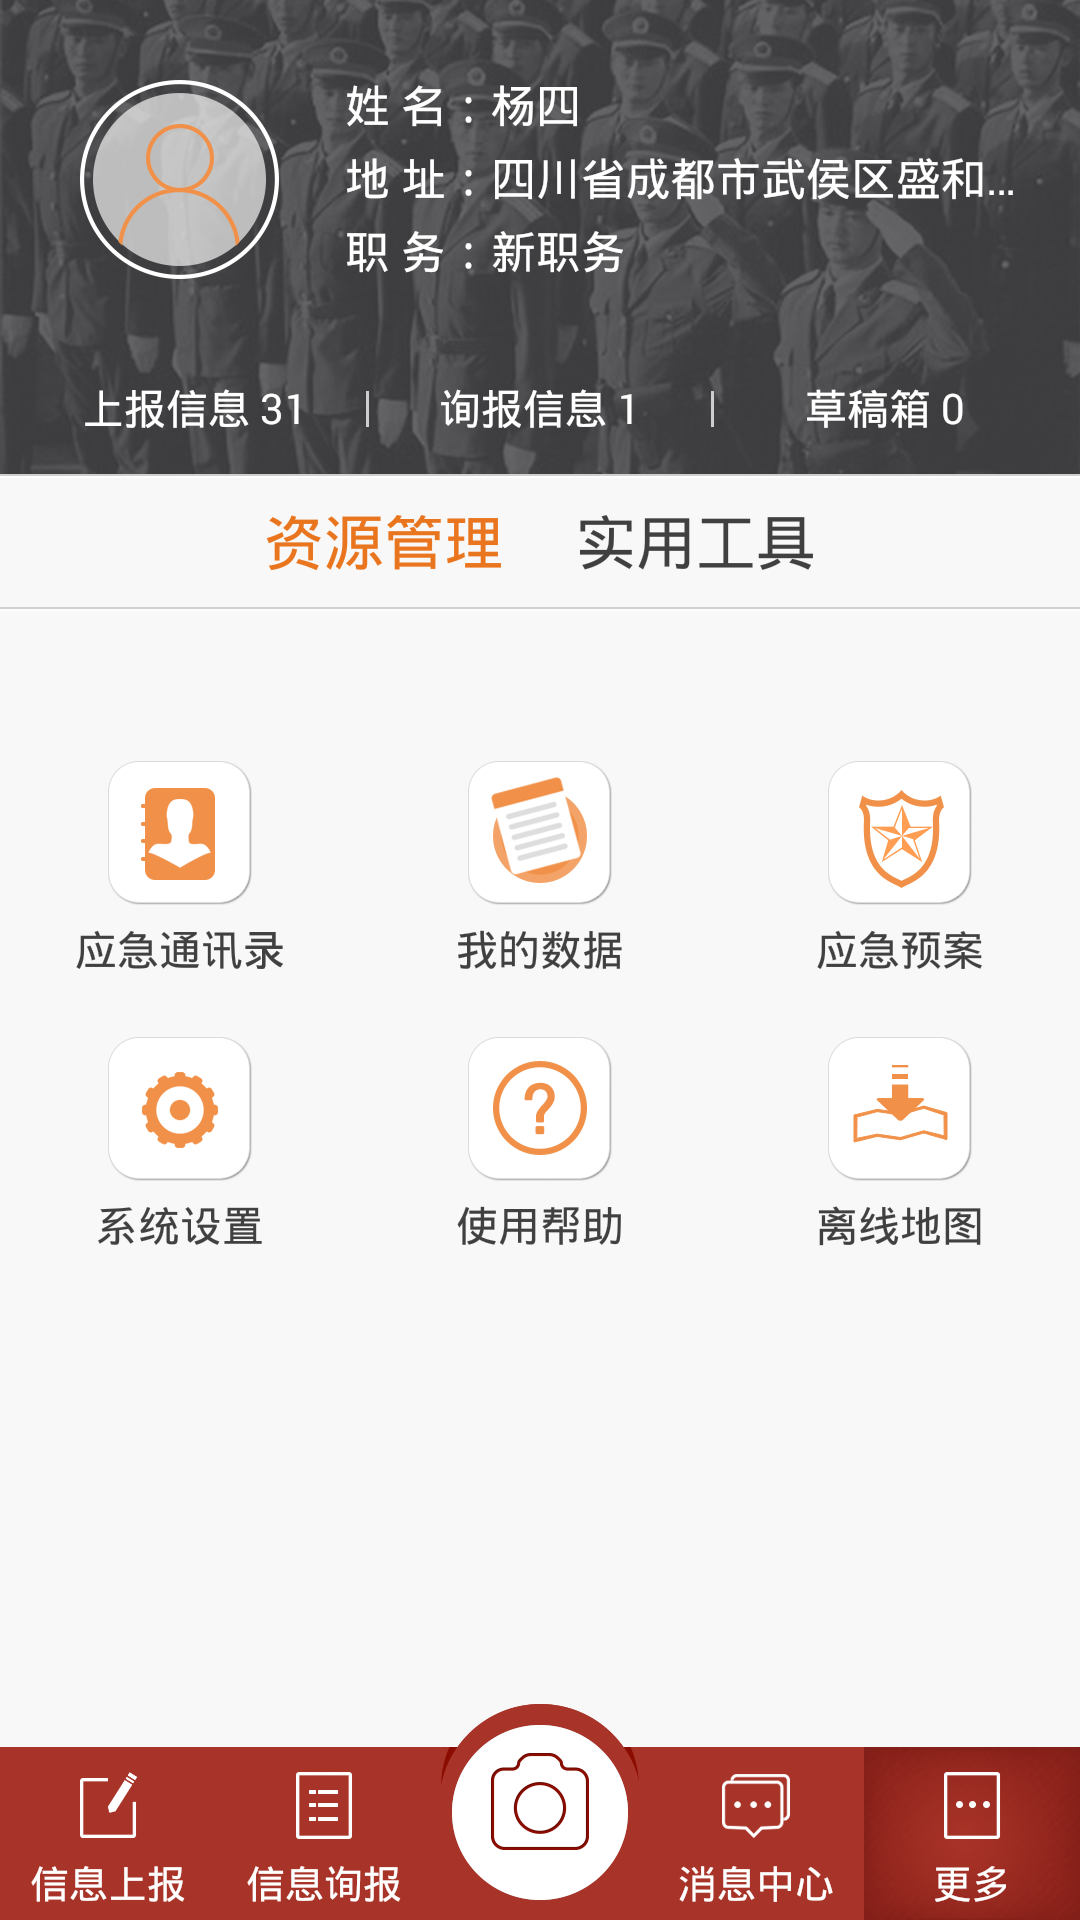 姓 名：杨四
地 址：四川省成都市武侯区盛和...
职 务：新职务
上报信息 31 | 询报信息 1 | 草稿箱 0
资源管理 实用工具
应急通讯录 我的数据 应急预案
系统设置 使用帮助 离线地图
信息上报 信息询报 消息中心 更多